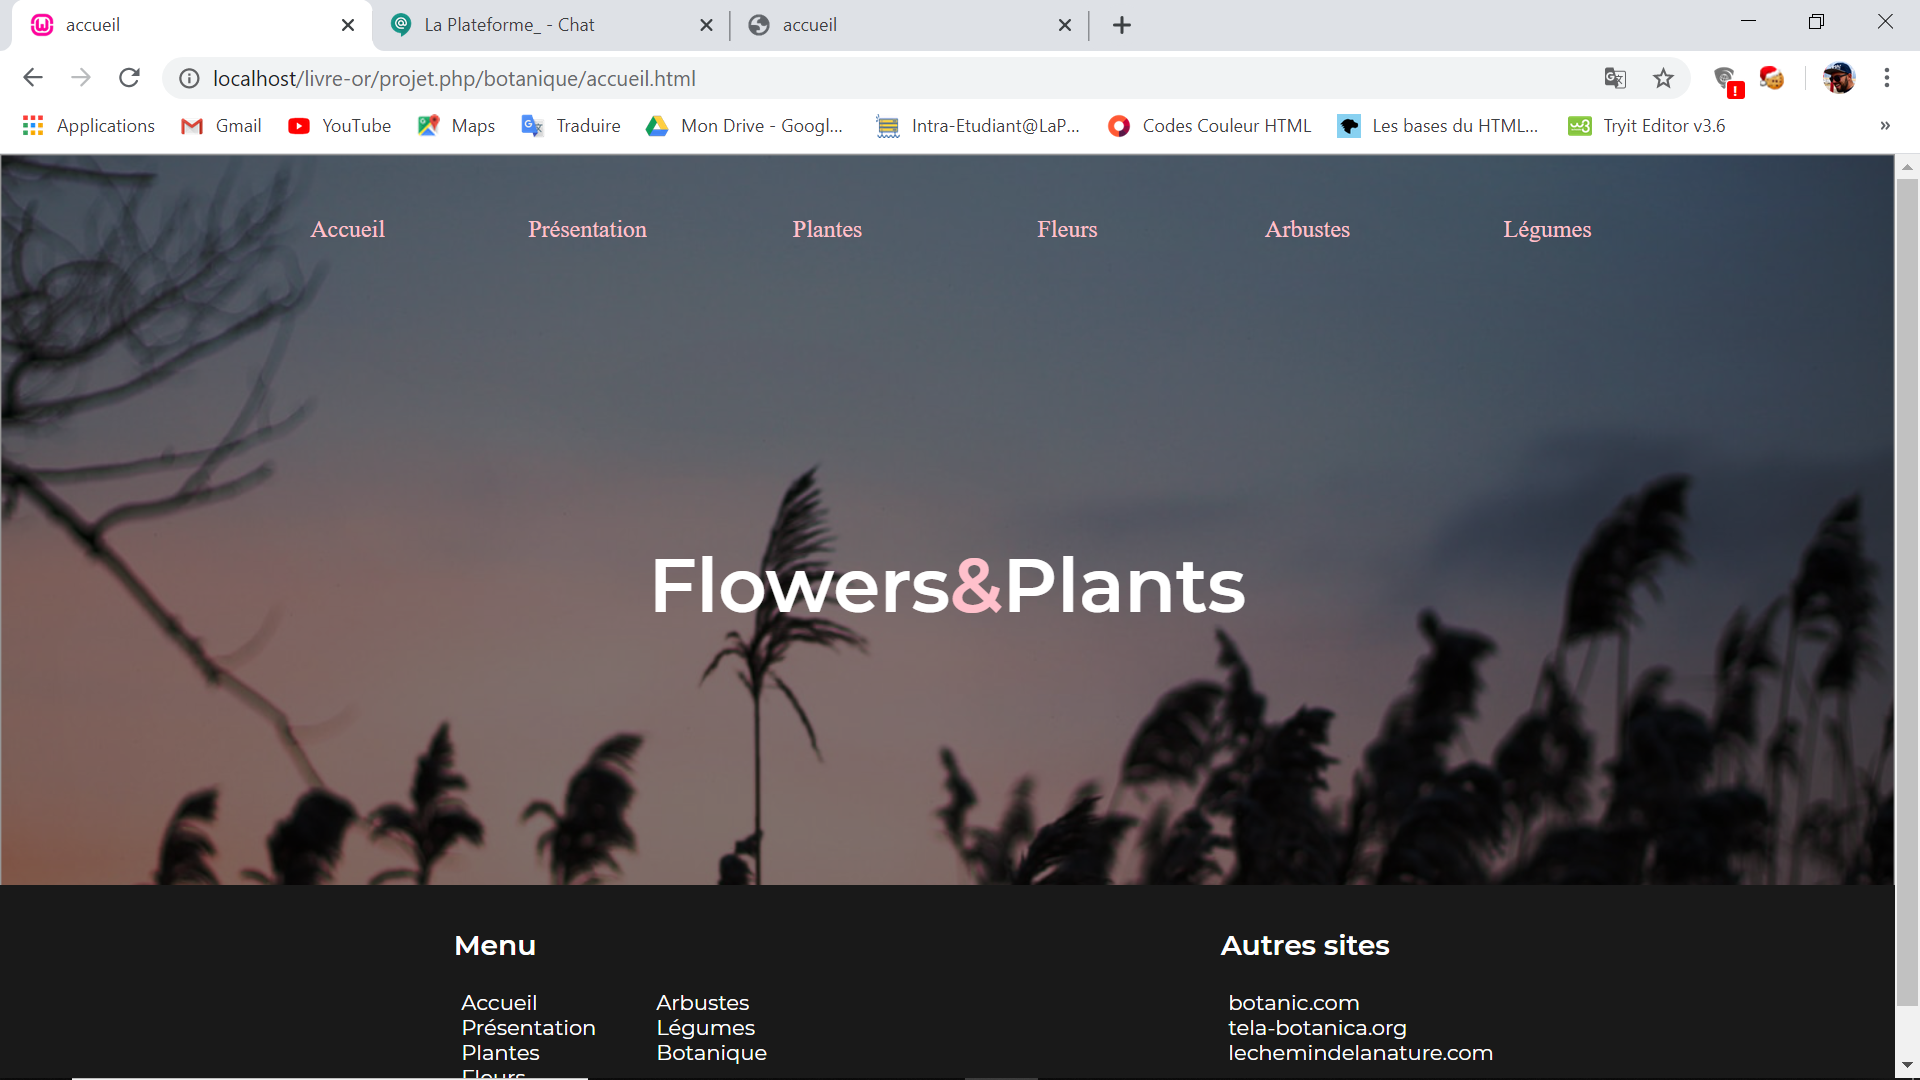 accueil
La Plateforme_ - Chat
accueil
localhost/livre-or/projet.php/botanique/accueil.html
Applications
Gmail
YouTube
Maps
Traduire
Mon Drive - Googl...
Intra-Etudiant@LaP...
Codes Couleur HTML
Les bases du HTML...
Tryit Editor v3.6
»
Accueil
Présentation
Plantes
Fleurs
Arbustes
Légumes
Flowers&Plants
Menu
Autres sites
Accueil
Arbustes
botanic.com
Présentation
Légumes
tela-botanica.org
Plantes
Botanique
lechemindelanature.com
Fleurs